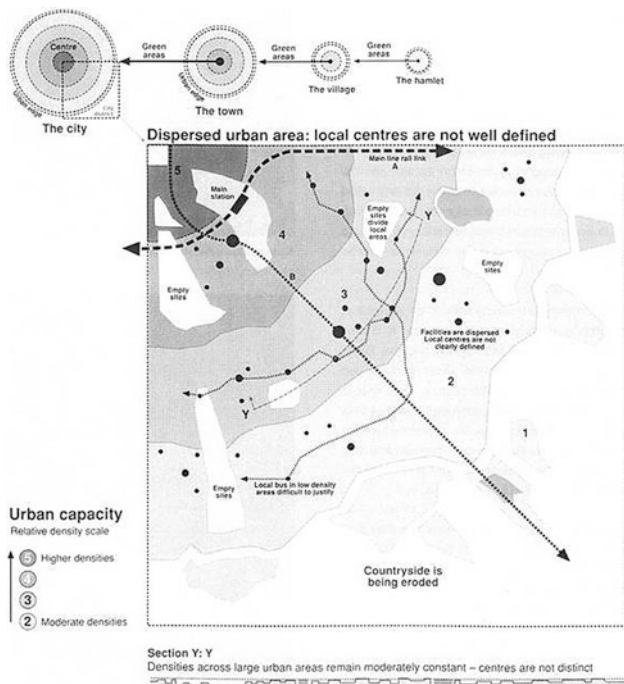 Centre
Green
areas
Green
areas
Green
areas
Urban edge
Urban edge
City
district
The city
The town
The village
The hamlet
Dispersed urban area: local centres are not well defined
5
Main line rail link
A
Main
station
4
Empty
sites
divide
local
areas
Y
Empty
sites
B
Empty
sites
3
Facilities are dispersed
Local centres are not
clearly defined
2
Y
1
Empty
sites
Local bus in low density
areas difficult to justify
Urban capacity
Relative density scale
5 Higher densities
4
3
2 Moderate densities
Countryside is
being eroded
Section Y: Y
Densities across large urban areas remain moderately constant – centres are not distinct